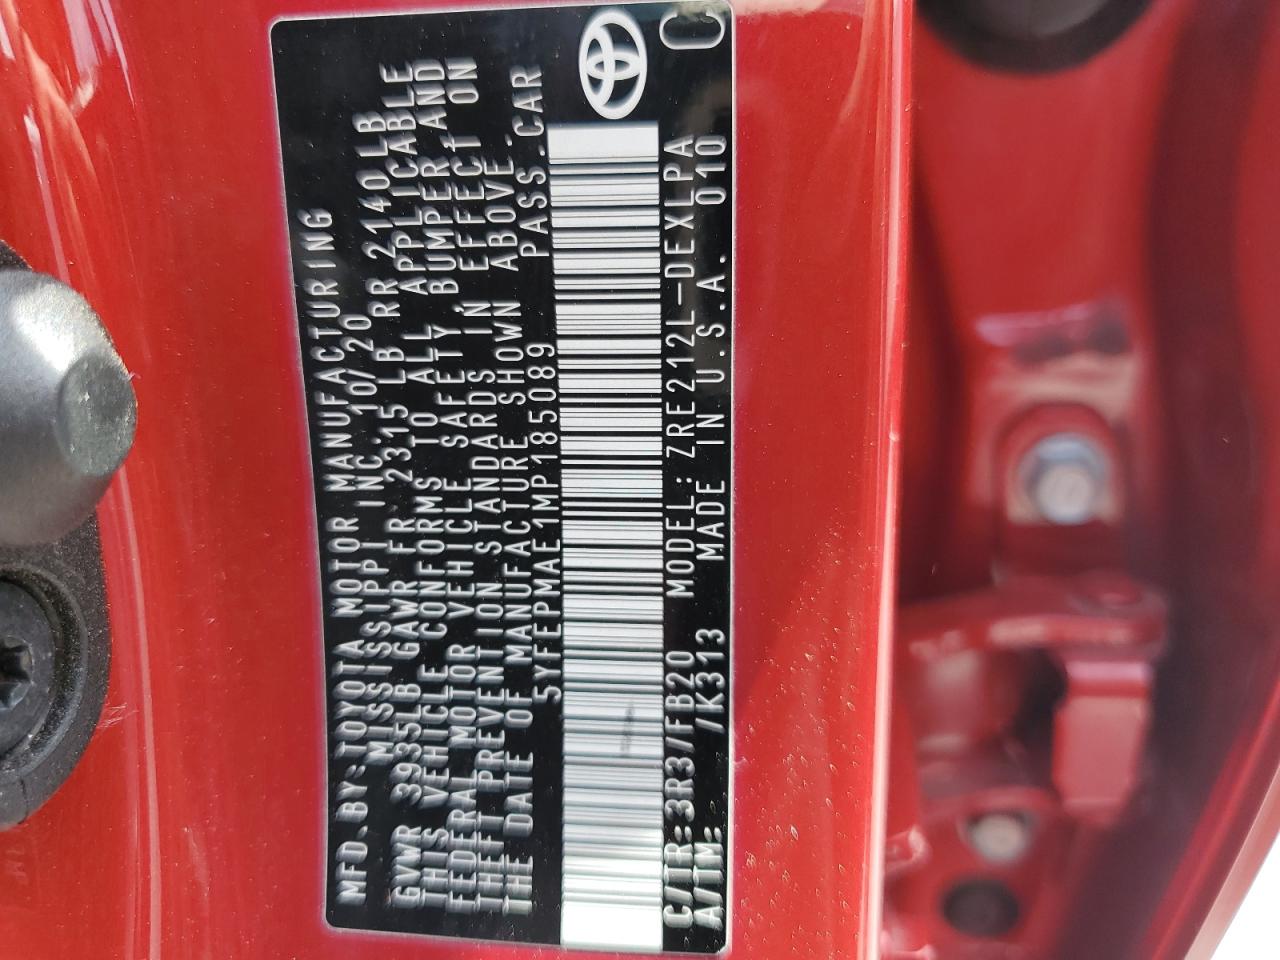 MFD.BY:TOYOTA MOTOR MANUFACTURING
MISSISSIPPI INC. 10/20
GVWR 3935LB GAWR FR 2315 LB RR 2140LB
THIS VEHICLE CONFORMS TO ALL APPLICABLE
FEDERAL MOTOR VEHICLE SAFETY BUMPER AND
THEFT PREVENTION STANDARDS IN EFFECT ON
THE DATE OF MANUFACTURE SHOWN ABOVE.
5YFEPMAE1MP185089 PASS.CAR
C/TR:3R3/FB20 MODEL:ZRE212L-DEXLPA
A/TM: /K313 MADE IN U.S.A. 010 C